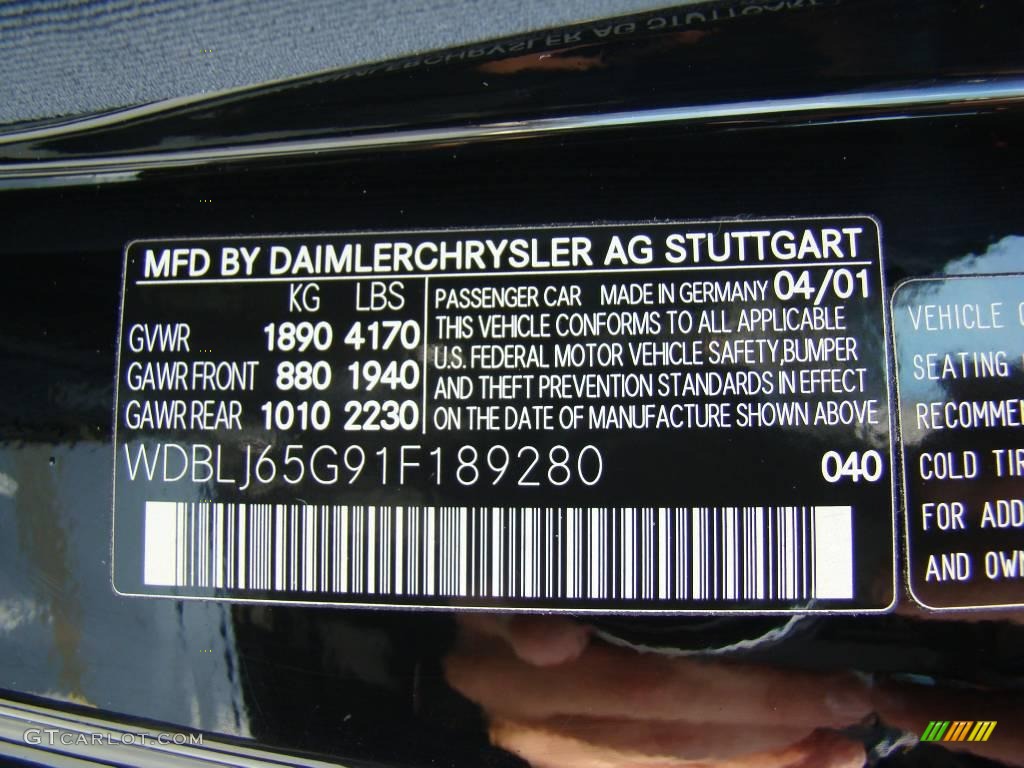 MFD BY DAIMLERCHRYSLER AG STUTTGART
KG LBS
GVWR 1890 4170
GAWR FRONT 880 1940
GAWR REAR 1010 2230
PASSENGER CAR MADE IN GERMANY 04/01
THIS VEHICLE CONFORMS TO ALL APPLICABLE
U.S. FEDERAL MOTOR VEHICLE SAFETY,BUMPER
AND THEFT PREVENTION STANDARDS IN EFFECT
ON THE DATE OF MANUFACTURE SHOWN ABOVE
WDBLJ65G91F189280 040
VEHICLE
SEATING
COLD
FOR
AND
GTCARLOT.COM